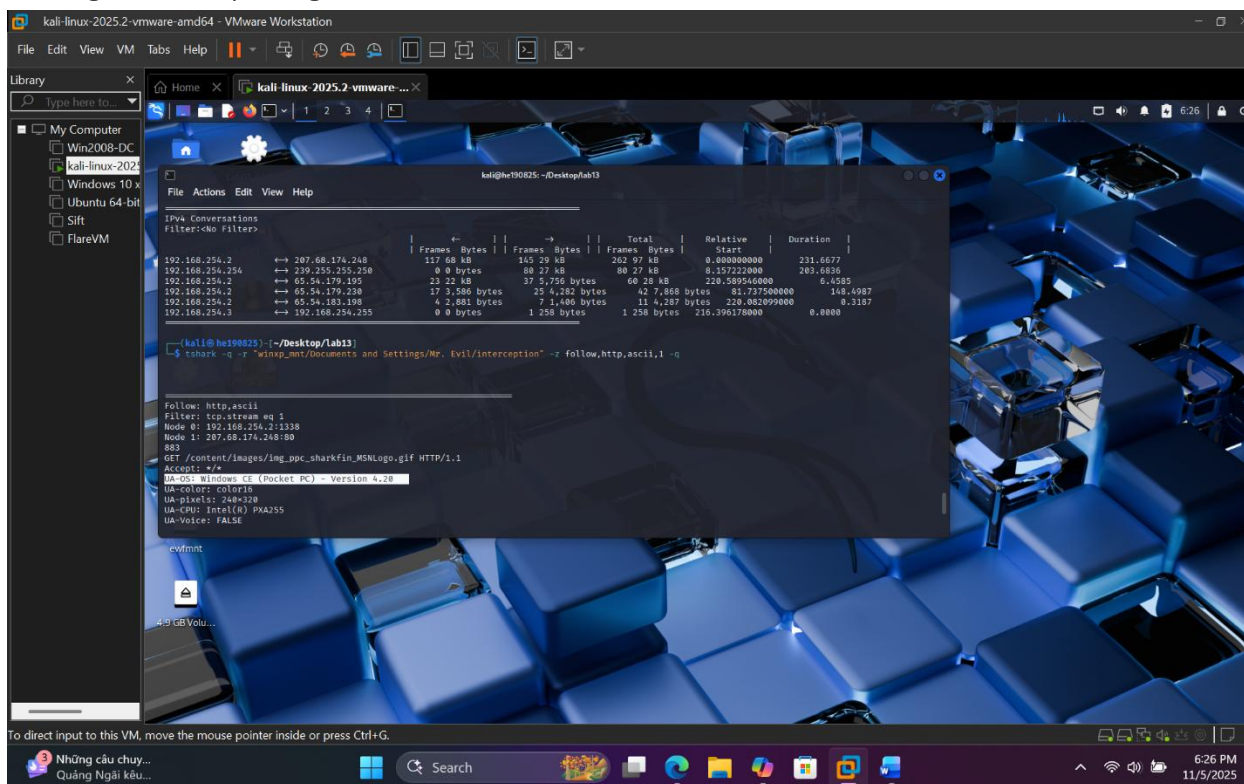 kali-linux-2025.2-vmware-amd64 - VMware Workstation
File Edit View VM Tabs Help
Library
Type here to...
My Computer
Win2008-DC
kali-linux-2025
Windows 10 x
Ubuntu 64-bit
Sift
FlareVM
Home
kali-linux-2025.2-vmware-...
1 2 3 4
6:26
kali@he190825: ~/Desktop/lab13
File Actions Edit View Help
IPv4 Conversations
Filter:<No Filter>
| ← | | → | | Total | Relative | Duration |
| Frames Bytes | | Frames Bytes | | Frames Bytes | Start | |
192.168.254.2 ↔ 207.68.174.248 117 68 kB 145 29 kB 262 97 kB 0.000000000 231.6677
192.168.254.254 ↔ 239.255.255.250 0 0 bytes 80 27 kB 80 27 kB 8.157222000 203.6836
192.168.254.2 ↔ 65.54.179.195 23 22 kB 37 5,756 bytes 60 28 kB 220.589546000 6.4585
192.168.254.2 ↔ 65.54.179.230 17 3,586 bytes 25 4,282 bytes 42 7,868 bytes 81.737500000 148.4987
192.168.254.2 ↔ 65.54.183.198 4 2,881 bytes 7 1,406 bytes 11 4,287 bytes 220.082099000 0.3187
192.168.254.3 ↔ 192.168.254.255 0 0 bytes 1 258 bytes 1 258 bytes 216.396178000 0.0000
(kali㉿he190825)-[~/Desktop/lab13]
$ tshark -q -r "winxp_mnt/Documents and Settings/Mr. Evil/interception" -z follow,http,ascii,1 -q
Follow: http,ascii
Filter: tcp.stream eq 1
Node 0: 192.168.254.2:1338
Node 1: 207.68.174.248:80
883
GET /content/images/img_ppc_sharkfin_MSNLogo.gif HTTP/1.1
Accept: */*
UA-OS: Windows CE (Pocket PC) - Version 4.20
UA-color: color16
UA-pixels: 240×320
UA-CPU: Intel(R) PXA255
UA-Voice: FALSE
ewfmnt
4.9 GB Volu...
To direct input to this VM, move the mouse pointer inside or press Ctrl+G.
3
Những câu chuy...
Quảng Ngãi kêu...
Search
6:26 PM
11/5/2025